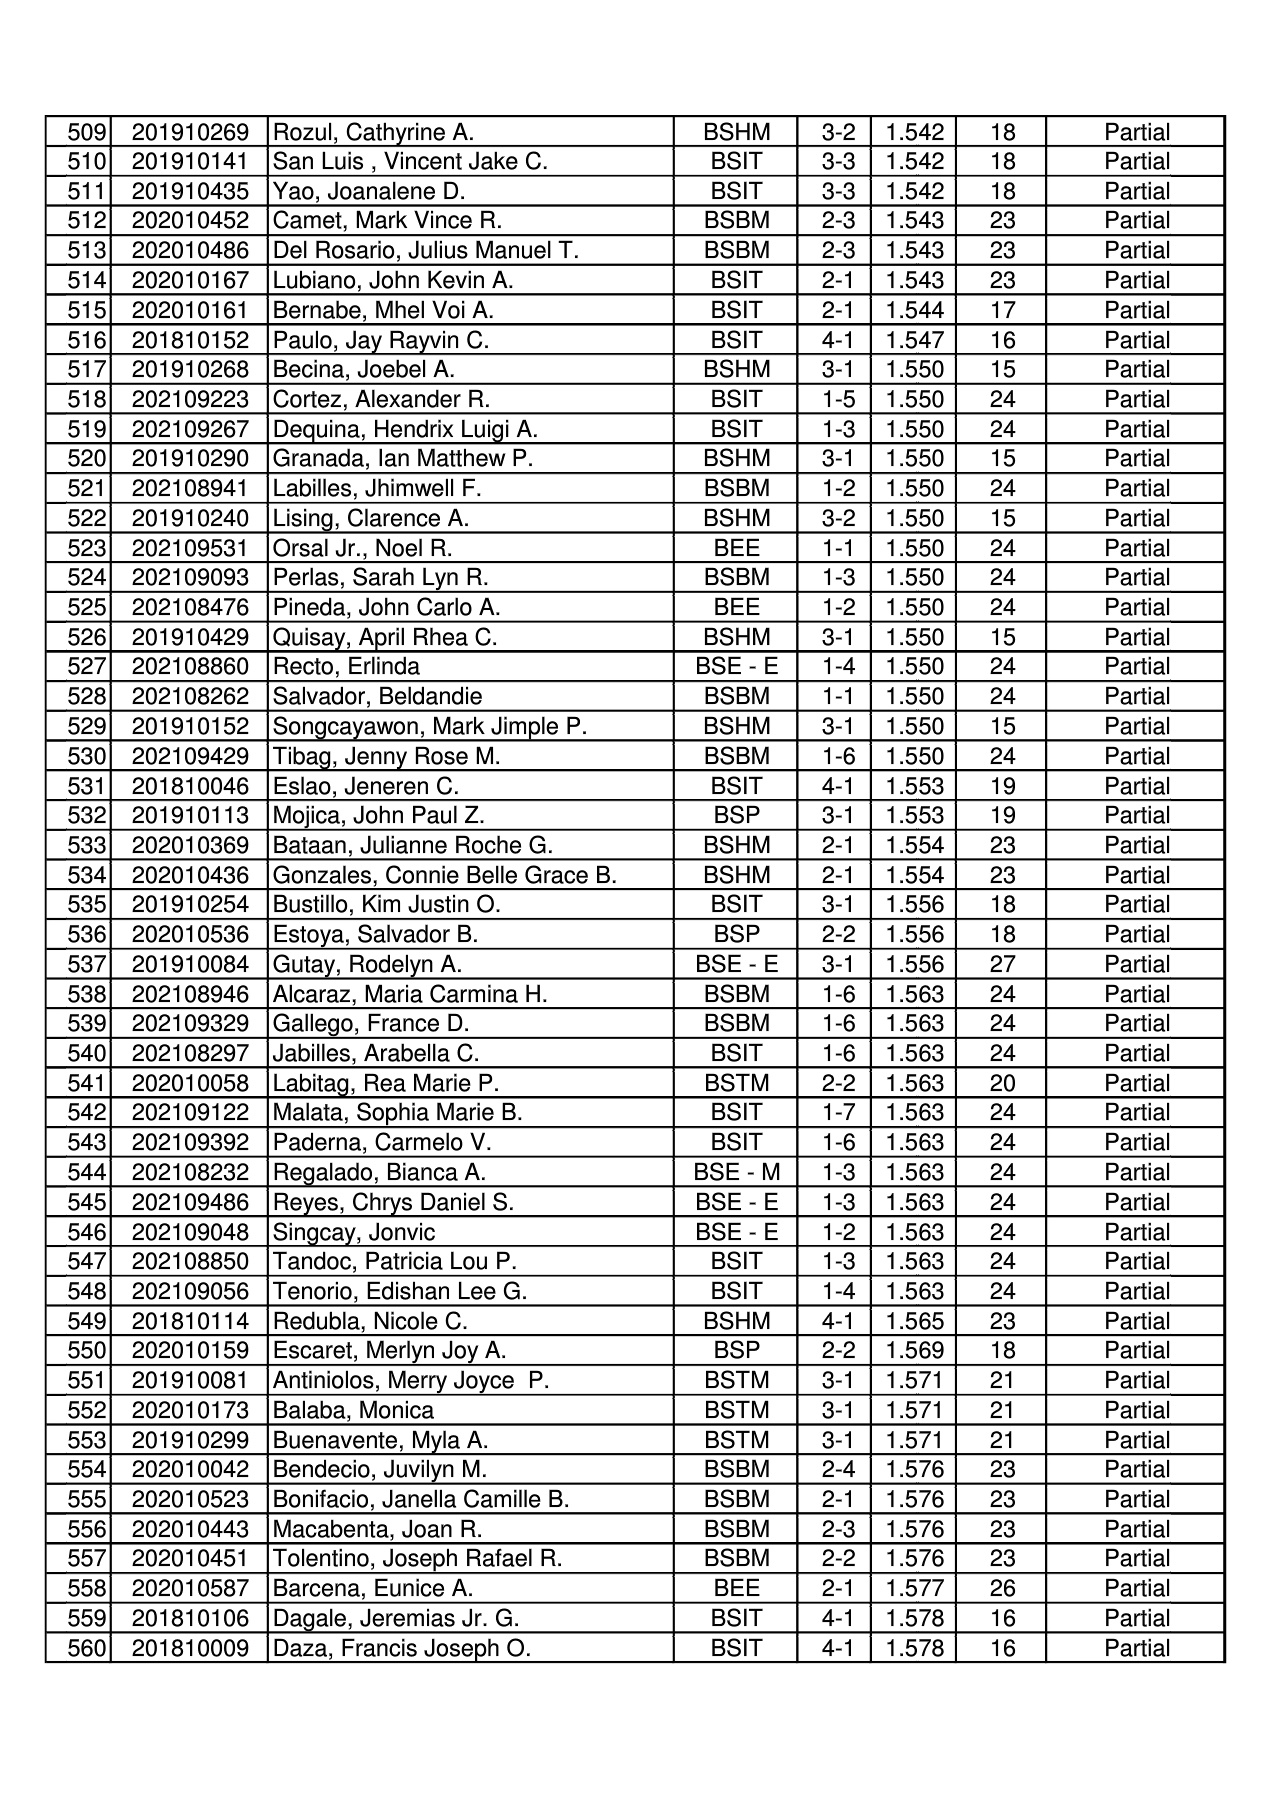 509 201910269 Rozul, Cathyrine A. BSHM 3-2 1.542 18 Partial
510 201910141 San Luis , Vincent Jake C. BSIT 3-3 1.542 18 Partial
511 201910435 Yao, Joanalene D. BSIT 3-3 1.542 18 Partial
512 202010452 Camet, Mark Vince R. BSBM 2-3 1.543 23 Partial
513 202010486 Del Rosario, Julius Manuel T. BSBM 2-3 1.543 23 Partial
514 202010167 Lubiano, John Kevin A. BSIT 2-1 1.543 23 Partial
515 202010161 Bernabe, Mhel Voi A. BSIT 2-1 1.544 17 Partial
516 201810152 Paulo, Jay Rayvin C. BSIT 4-1 1.547 16 Partial
517 201910268 Becina, Joebel A. BSHM 3-1 1.550 15 Partial
518 202109223 Cortez, Alexander R. BSIT 1-5 1.550 24 Partial
519 202109267 Dequina, Hendrix Luigi A. BSIT 1-3 1.550 24 Partial
520 201910290 Granada, Ian Matthew P. BSHM 3-1 1.550 15 Partial
521 202108941 Labilles, Jhimwell F. BSBM 1-2 1.550 24 Partial
522 201910240 Lising, Clarence A. BSHM 3-2 1.550 15 Partial
523 202109531 Orsal Jr., Noel R. BEE 1-1 1.550 24 Partial
524 202109093 Perlas, Sarah Lyn R. BSBM 1-3 1.550 24 Partial
525 202108476 Pineda, John Carlo A. BEE 1-2 1.550 24 Partial
526 201910429 Quisay, April Rhea C. BSHM 3-1 1.550 15 Partial
527 202108860 Recto, Erlinda BSE - E 1-4 1.550 24 Partial
528 202108262 Salvador, Beldandie BSBM 1-1 1.550 24 Partial
529 201910152 Songcayawon, Mark Jimple P. BSHM 3-1 1.550 15 Partial
530 202109429 Tibag, Jenny Rose M. BSBM 1-6 1.550 24 Partial
531 201810046 Eslao, Jeneren C. BSIT 4-1 1.553 19 Partial
532 201910113 Mojica, John Paul Z. BSP 3-1 1.553 19 Partial
533 202010369 Bataan, Julianne Roche G. BSHM 2-1 1.554 23 Partial
534 202010436 Gonzales, Connie Belle Grace B. BSHM 2-1 1.554 23 Partial
535 201910254 Bustillo, Kim Justin O. BSIT 3-1 1.556 18 Partial
536 202010536 Estoya, Salvador B. BSP 2-2 1.556 18 Partial
537 201910084 Gutay, Rodelyn A. BSE - E 3-1 1.556 27 Partial
538 202108946 Alcaraz, Maria Carmina H. BSBM 1-6 1.563 24 Partial
539 202109329 Gallego, France D. BSBM 1-6 1.563 24 Partial
540 202108297 Jabilles, Arabella C. BSIT 1-6 1.563 24 Partial
541 202010058 Labitag, Rea Marie P. BSTM 2-2 1.563 20 Partial
542 202109122 Malata, Sophia Marie B. BSIT 1-7 1.563 24 Partial
543 202109392 Paderna, Carmelo V. BSIT 1-6 1.563 24 Partial
544 202108232 Regalado, Bianca A. BSE - M 1-3 1.563 24 Partial
545 202109486 Reyes, Chrys Daniel S. BSE - E 1-3 1.563 24 Partial
546 202109048 Singcay, Jonvic BSE - E 1-2 1.563 24 Partial
547 202108850 Tandoc, Patricia Lou P. BSIT 1-3 1.563 24 Partial
548 202109056 Tenorio, Edishan Lee G. BSIT 1-4 1.563 24 Partial
549 201810114 Redubla, Nicole C. BSHM 4-1 1.565 23 Partial
550 202010159 Escaret, Merlyn Joy A. BSP 2-2 1.569 18 Partial
551 201910081 Antiniolos, Merry Joyce  P. BSTM 3-1 1.571 21 Partial
552 202010173 Balaba, Monica BSTM 3-1 1.571 21 Partial
553 201910299 Buenavente, Myla A. BSTM 3-1 1.571 21 Partial
554 202010042 Bendecio, Juvilyn M. BSBM 2-4 1.576 23 Partial
555 202010523 Bonifacio, Janella Camille B. BSBM 2-1 1.576 23 Partial
556 202010443 Macabenta, Joan R. BSBM 2-3 1.576 23 Partial
557 202010451 Tolentino, Joseph Rafael R. BSBM 2-2 1.576 23 Partial
558 202010587 Barcena, Eunice A. BEE 2-1 1.577 26 Partial
559 201810106 Dagale, Jeremias Jr. G. BSIT 4-1 1.578 16 Partial
560 201810009 Daza, Francis Joseph O. BSIT 4-1 1.578 16 Partial